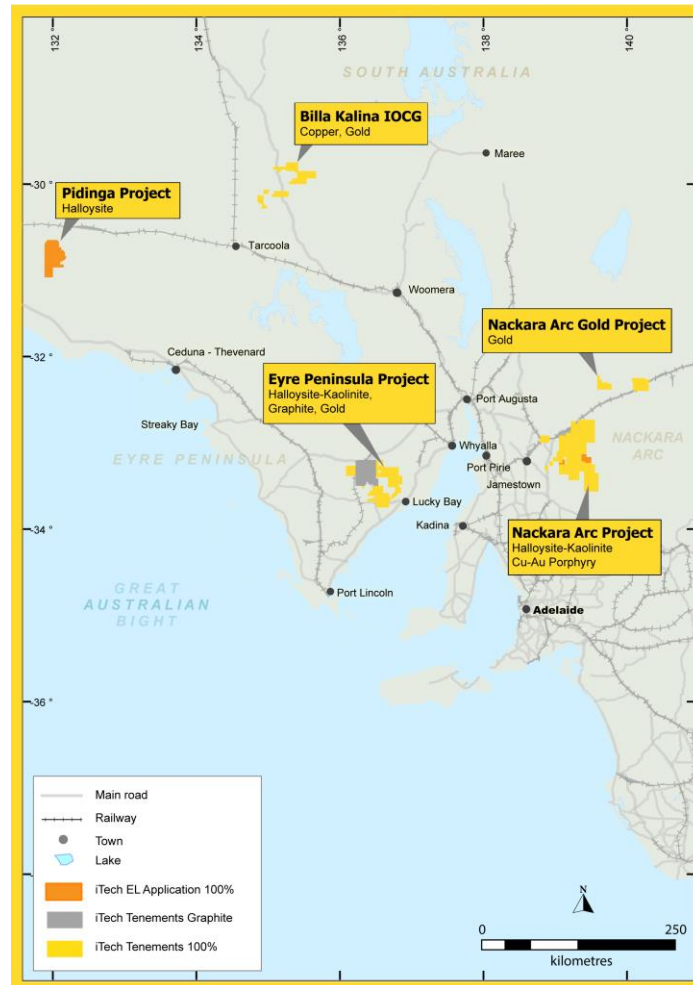 132
134
136
138
140
SOUTH AUSTRALIA
Billa Kalina IOCG
Copper, Gold
Maree
-30 °
Pidinga Project
Halloysite
Tarcoola
Woomera
Nackara Arc Gold Project
Gold
-32 °
Ceduna - Thevenard
Eyre Peninsula Project
Halloysite-Kaolinite,
Graphite, Gold
Port Augusta
Streaky Bay
Whyalla
NACKARA
ARC
EYRE PENINSULA
Port Pirie
Jamestown
Lucky Bay
Kadina
-34 °
Nackara Arc Project
Halloysite-Kaolinite
Cu-Au Porphyry
GREAT
AUSTRALIAN
BIGHT
Port Lincoln
Adelaide
-36 °
Main road
Railway
Town
Lake
iTech EL Application 100%
iTech Tenements Graphite
iTech Tenements 100%
N
0
250
kilometres